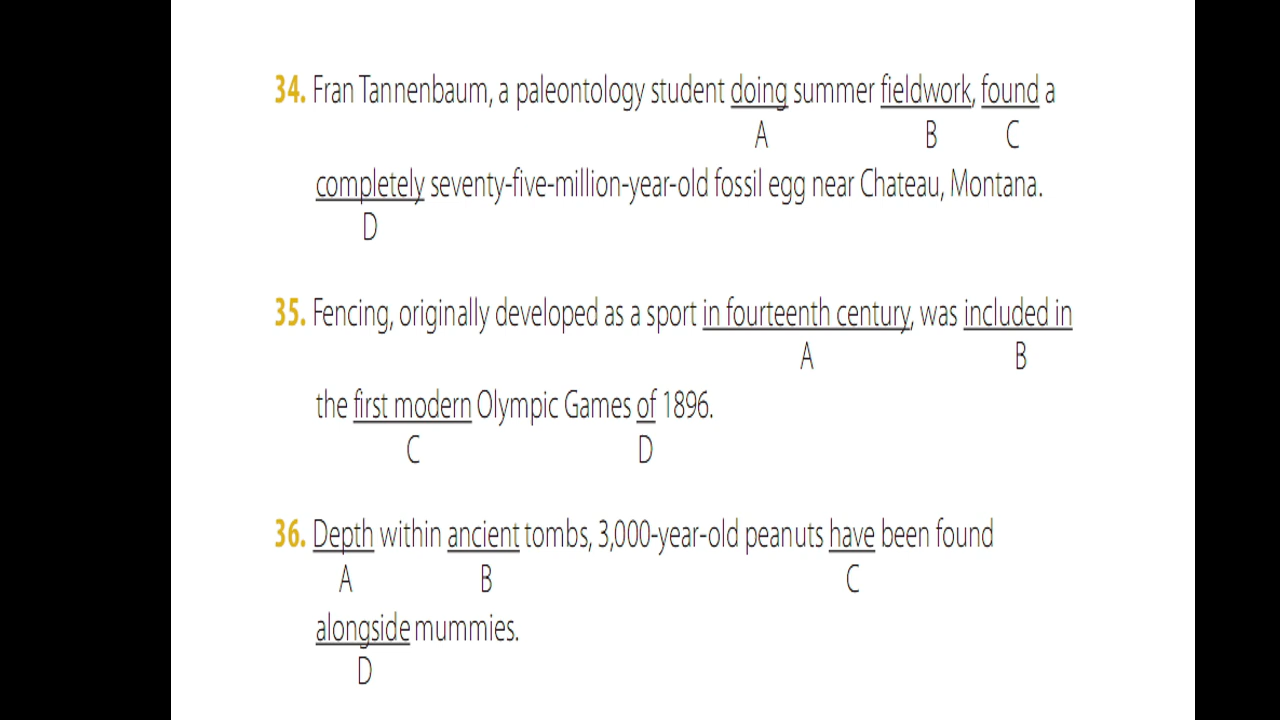 34. Fran Tannenbaum, a paleontology student doing summer fieldwork, found a
A B C
completely seventy-five-million-year-old fossil egg near Chateau, Montana.
D
35. Fencing, originally developed as a sport in fourteenth century, was included in
A B
the first modern Olympic Games of 1896.
C D
36. Depth within ancient tombs, 3,000-year-old peanuts have been found
A B C
alongside mummies.
D